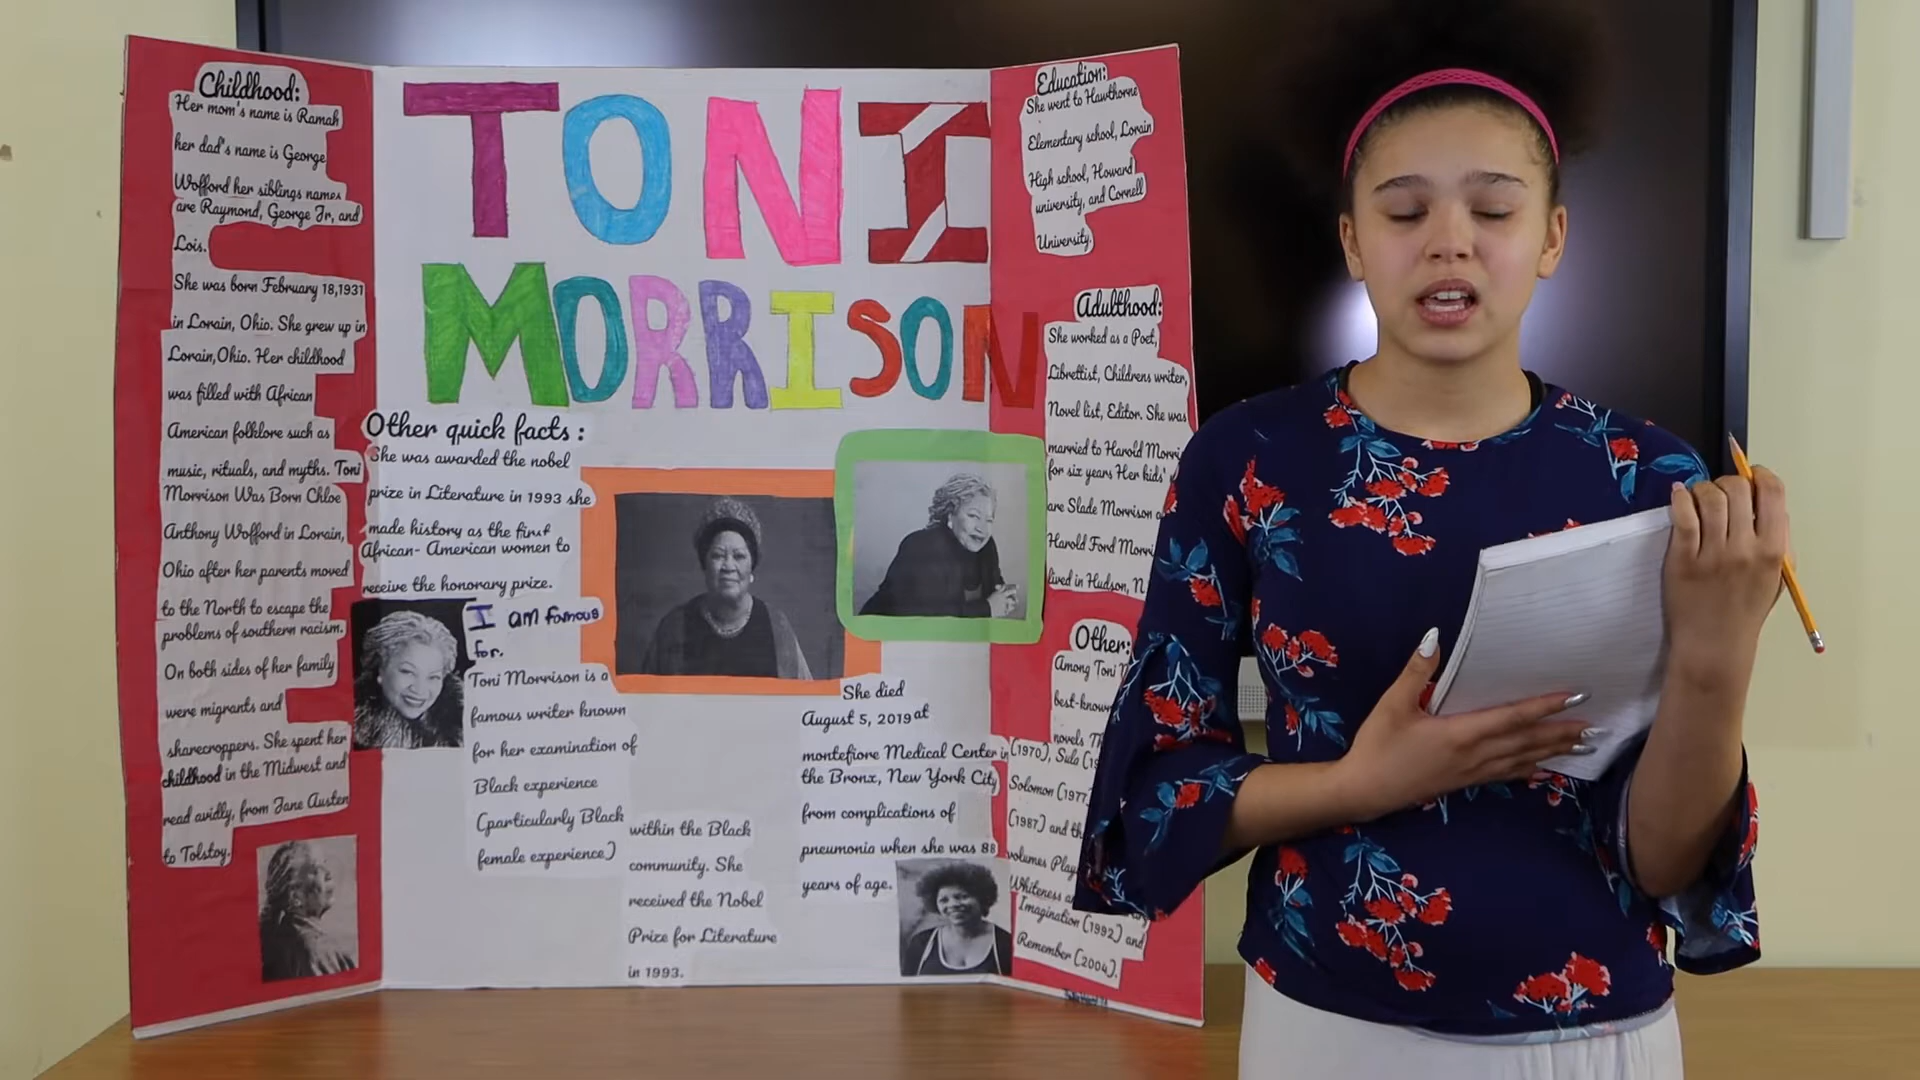 Childhood:
Her mom's name is Ramah
her dad's name is George
Wofford her siblings names
are Raymond, George Jr, and
Lois.
She was born February 18,1931
in Lorain, Ohio. She grew up in
Lorain,Ohio. Her childhood
was filled with African
American folklore such as
music, rituals, and myths. Toni
Morrison Was Born Chloe
Anthony Wofford in Lorain,
Ohio after her parents moved
to the North to escape the
problems of southern racism.
On both sides of her family
were migrants and
sharecroppers. She spent her
childhood in the Midwest and
read avidly, from Jane Austen
to Tolstoy.
TONI
MORRISON
Other quick facts :
She was awarded the nobel
prize in Literature in 1993 she
made history as the first
African- American women to
receive the honorary prize.
I am famous
for.
Toni Morrison is a
famous writer known
for her examination of
Black experience
(particularly Black
female experience)
within the Black
community. She
received the Nobel
Prize for Literature
in 1993.
She died
August 5, 2019 at
montefiore Medical Center in
the Bronx, New York City
from complications of
pneumonia when she was 88
years of age.
Education:
She went to Hawthorne
Elementary school, Lorain
High school, Howard
university, and Cornell
University.
Adulthood:
She worked as a Poet,
Librettist, Childrens writer,
Novel list, Editor. She was
married to Harold
for six years Her kids'
are Slade Morrison
Harold Ford
lived in Hudson, N.
Other:
Among Toni
best-known
novels
(1970), Sula
Solomon (1977
(1987) and
volumes
Whiteness
Imagination (1992) and
Remember (2004).